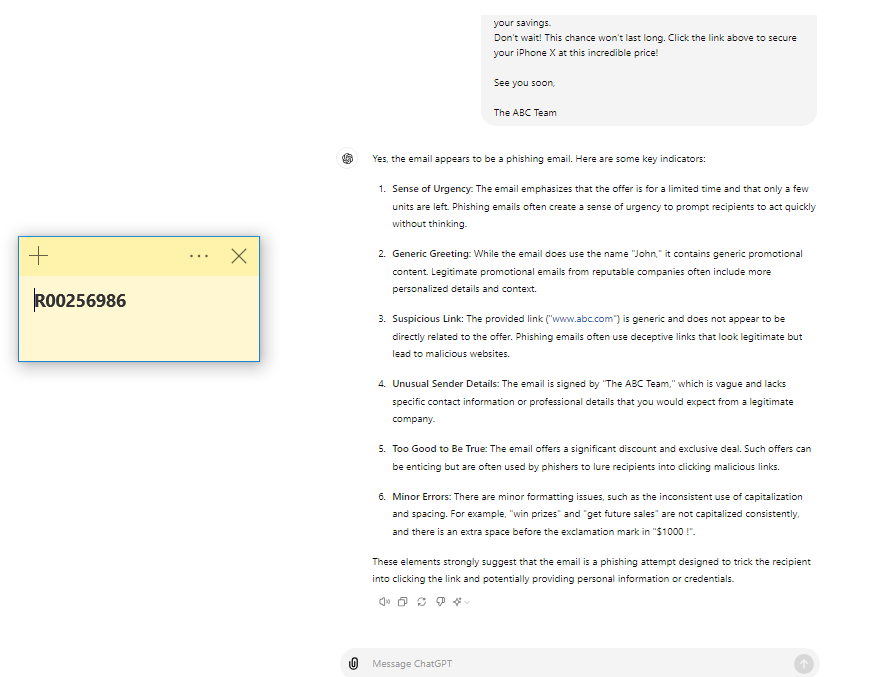 your savings.
Don't wait! This chance won't last long. Click the link above to secure
your iPhone X at this incredible price!
See you soon,
The ABC Team
Yes, the email appears to be a phishing email. Here are some key indicators:
1. Sense of Urgency: The email emphasizes that the offer is for a limited time and that only a few
units are left. Phishing emails often create a sense of urgency to prompt recipients to act quickly
without thinking.
2. Generic Greeting: While the email does use the name "John," it contains generic promotional
content. Legitimate promotional emails from reputable companies often include more
personalized details and context.
3. Suspicious Link: The provided link ("www.abc.com") is generic and does not appear to be
directly related to the offer. Phishing emails often use deceptive links that look legitimate but
lead to malicious websites.
4. Unusual Sender Details: The email is signed by "The ABC Team," which is vague and lacks
specific contact information or professional details that you would expect from a legitimate
company.
5. Too Good to Be True: The email offers a significant discount and exclusive deal. Such offers can
be enticing but are often used by phishers to lure recipients into clicking malicious links.
6. Minor Errors: There are minor formatting issues, such as the inconsistent use of capitalization
and spacing. For example, "win prizes" and "get future sales" are not capitalized consistently,
and there is an extra space before the exclamation mark in "$1000 !".
These elements strongly suggest that the email is a phishing attempt designed to trick the recipient
into clicking the link and potentially providing personal information or credentials.
Message ChatGPT
R00256986